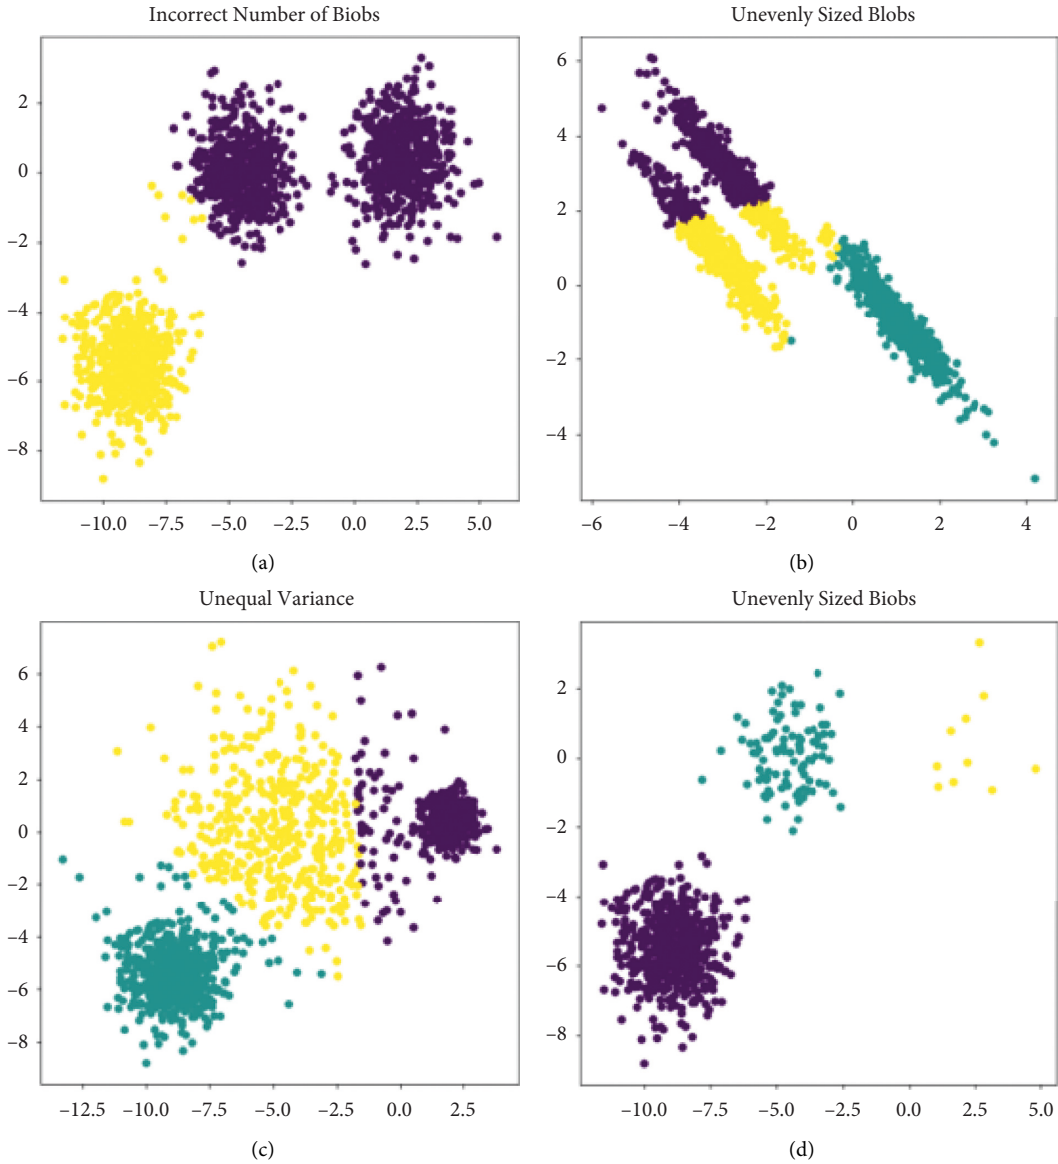 Incorrect Number of Biobs
Unevenly Sized Blobs
2
0
−2
−4
−6
−8
−10.0 −7.5 −5.0 −2.5 0.0 2.5 5.0
(a)
6
4
2
0
−2
−4
−6 −4 −2 0 2 4
(b)
Unequal Variance
Unevenly Sized Biobs
6
4
2
0
−2
−4
−6
−8
−12.5 −10.0 −7.5 −5.0 −2.5 0.0 2.5
(c)
2
0
−2
−4
−6
−8
−10.0 −7.5 −5.0 −2.5 0.0 2.5 5.0
(d)